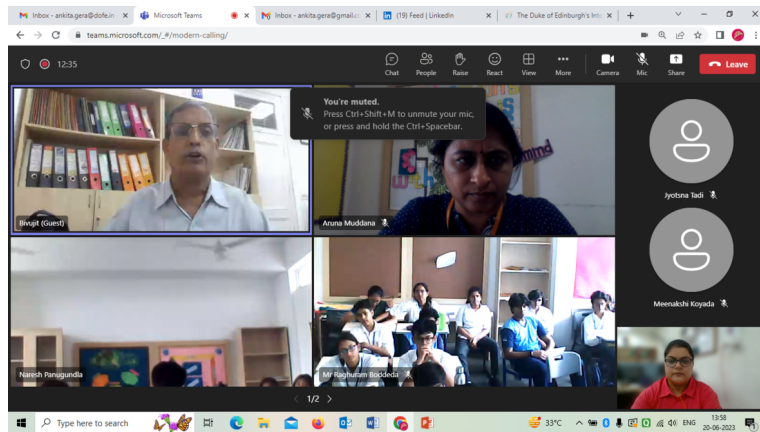 Inbox - ankita.gera@dofe.in
Microsoft Teams
Inbox - ankita.gera@gmail.c
(19) Feed | LinkedIn
The Duke of Edinburgh's Inte
teams.microsoft.com/_#/modern-calling/
12:35
Chat
People
Raise
React
View
More
Camera
Mic
Share
Leave
You're muted.
Press Ctrl+Shift+M to unmute your mic,
or press and hold the Ctrl+Spacebar.
mind
Bivujit (Guest)
Aruna Muddana
Jyotsna Tadi
Meenakshi Koyada
Naresh Panugundla
Mr Raghuram Boddeda
1/2
Type here to search
33°C
ENG
13:58
20-06-2023